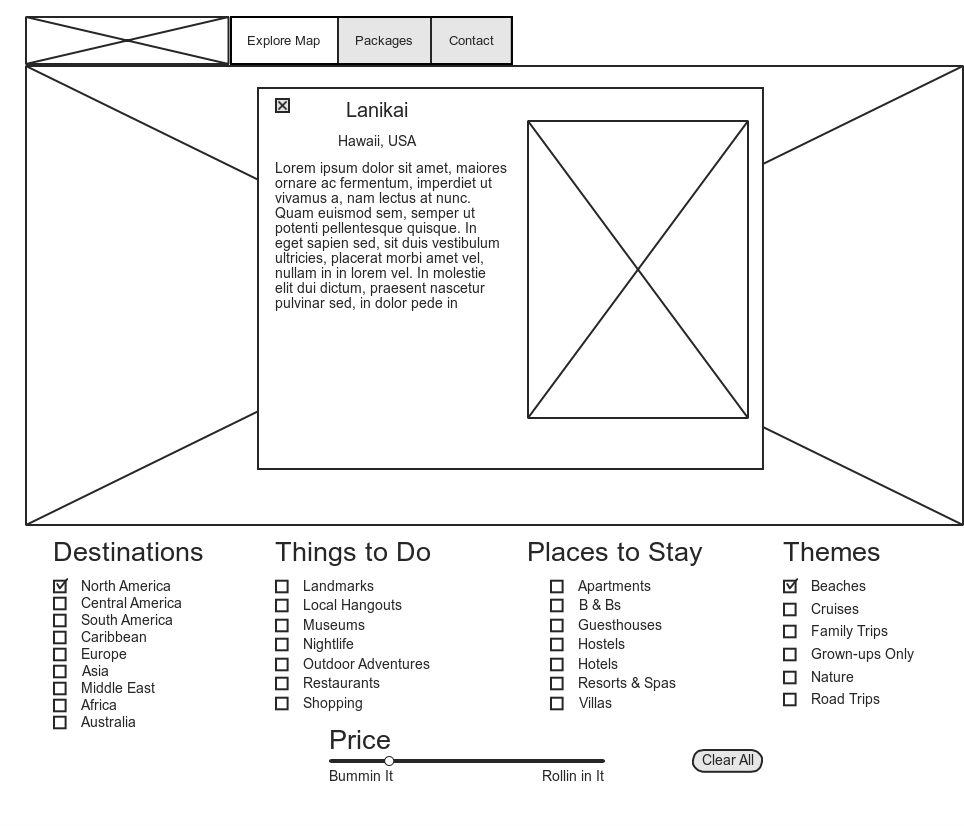 Explore Map
Packages
Contact
Lanikai
Hawaii, USA
Lorem ipsum dolor sit amet, maiores
ornare ac fermentum, imperdiet ut
vivamus a, nam lectus at nunc.
Quam euismod sem, semper ut
potenti pellentesque quisque. In
eget sapien sed, sit duis vestibulum
ultricies, placerat morbi amet vel,
nullam in in lorem vel. In molestie
elit dui dictum, praesent nascetur
pulvinar sed, in dolor pede in
Destinations
North America
Central America
South America
Caribbean
Europe
Asia
Middle East
Africa
Australia
Things to Do
Landmarks
Local Hangouts
Museums
Nightlife
Outdoor Adventures
Restaurants
Shopping
Places to Stay
Apartments
B & Bs
Guesthouses
Hostels
Hotels
Resorts & Spas
Villas
Themes
Beaches
Cruises
Family Trips
Grown-ups Only
Nature
Road Trips
Price
Bummin It
Rollin in It
Clear All